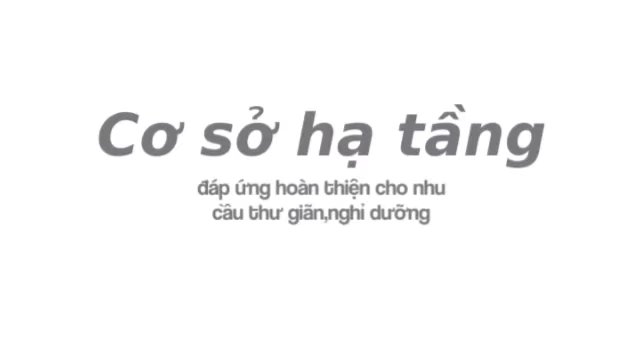 Cơ sở hạ tầng
đáp ứng hoàn thiện cho nhu
cầu thư giãn,nghỉ dưỡng